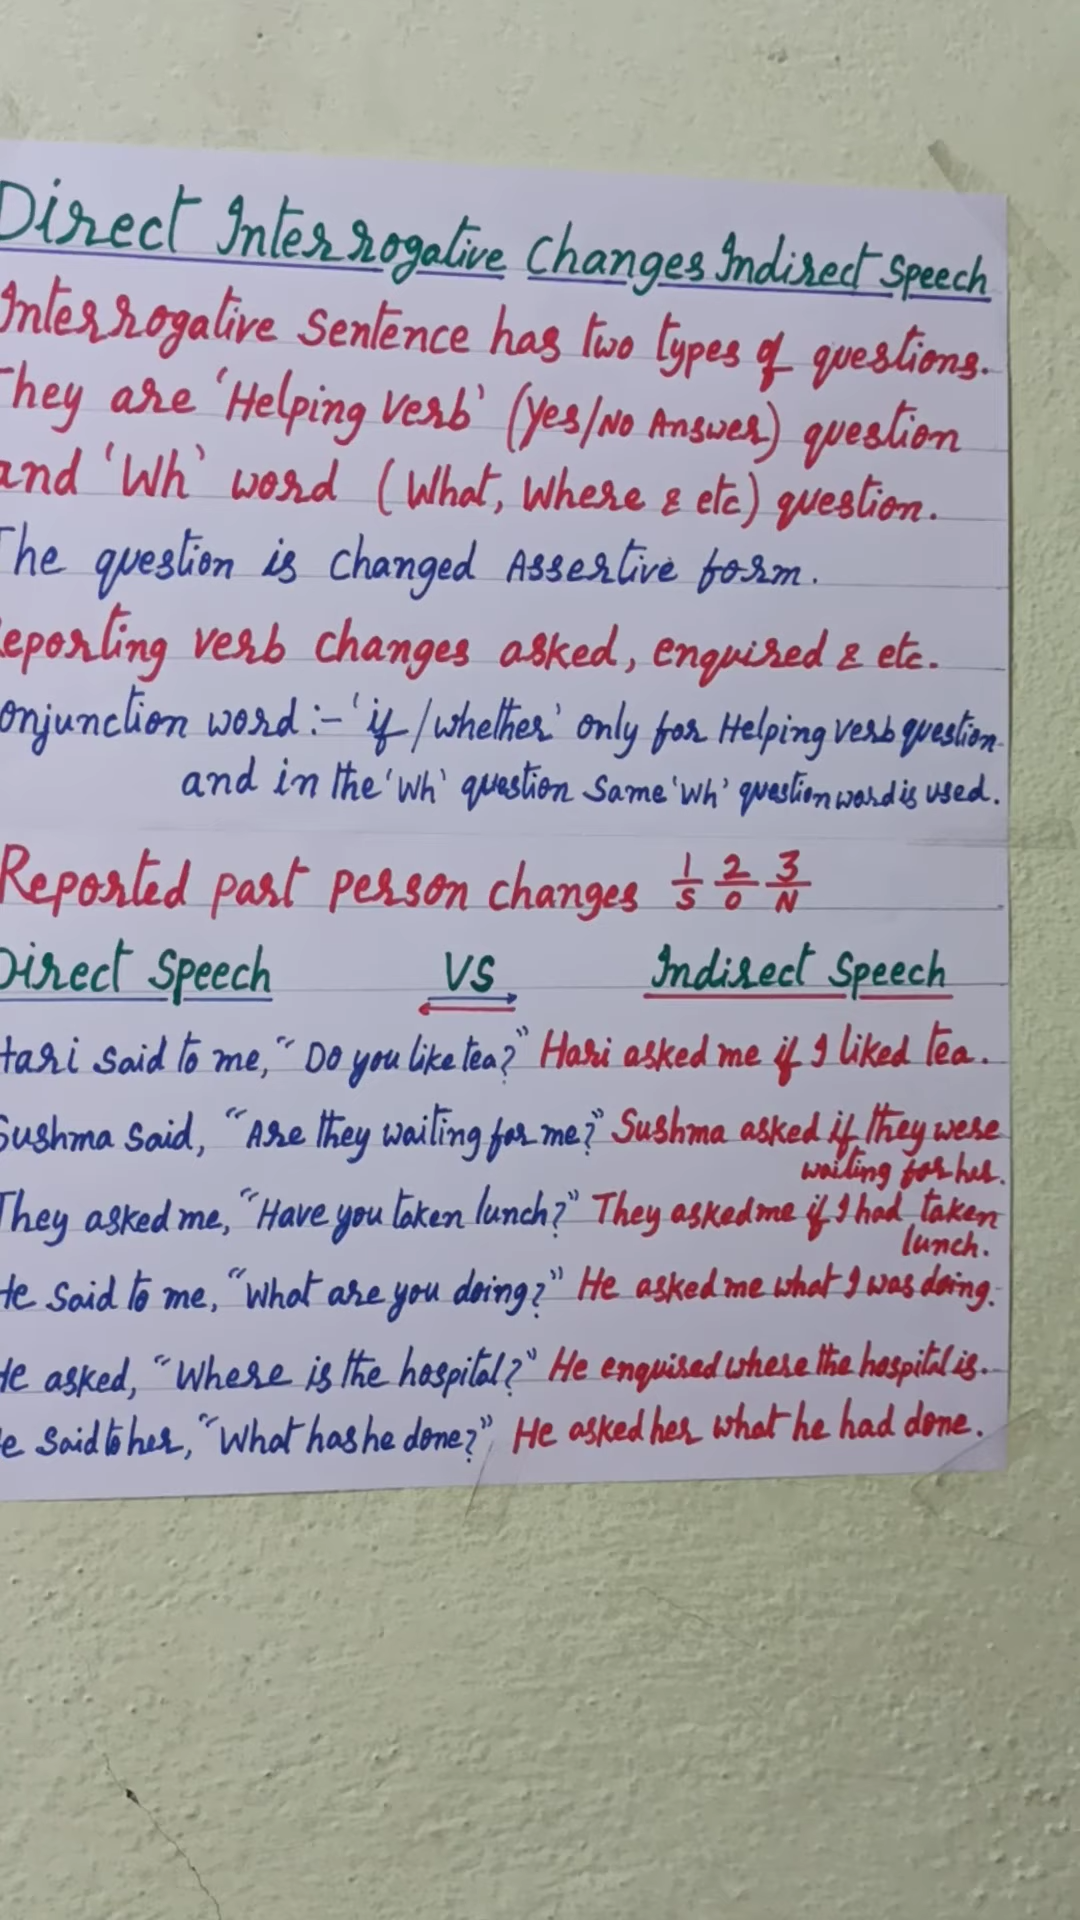 Direct Interrogative Changes Indirect Speech
Interrogative Sentence has two types of questions.
They are 'Helping Verb' (Yes/No Answer) question
and 'Wh' word (What, Where & etc) question.
The question is changed Assertive form.
eporting verb changes asked, enquired & etc.
onjunction word :- 'if/whether' only for Helping verb question
and in the 'Wh' question Same 'Wh' question word is used.
Reported part person changes 1/S 2/O 3/N
Direct Speech VS Indirect Speech
Hari said to me, "Do you like tea?" Hari asked me if I liked tea.
Sushma said, "Are they waiting for me?" Sushma asked if they were
waiting for her.
They asked me, "Have you taken lunch?" They asked me if I had taken
lunch.
He said to me, "What are you doing?" He asked me what I was doing.
He asked, "Where is the hospital?" He enquired where the hospital is.
e said to her, "What has he done?" He asked her what he had done.